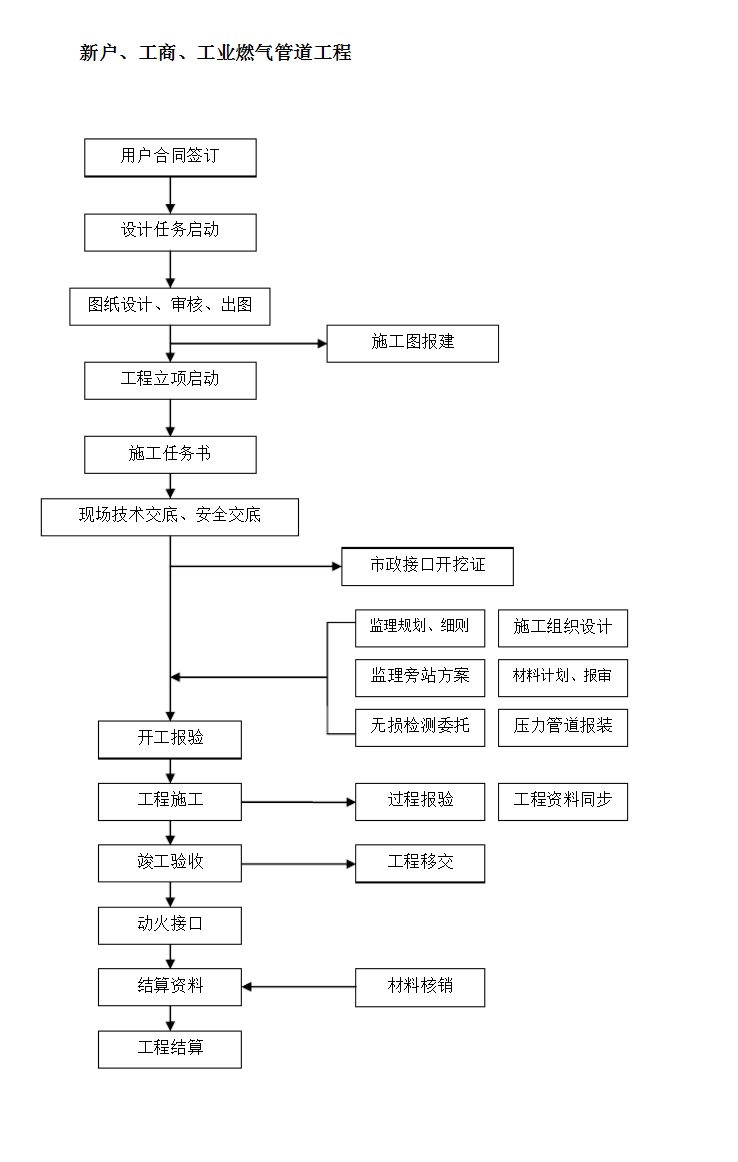 新户、工商、工业燃气管道工程
用户合同签订
设计任务启动
图纸设计、审核、出图
施工图报建
工程立项启动
施工任务书
现场技术交底、安全交底
市政接口开挖证
监理规划、细则
施工组织设计
监理旁站方案
材料计划、报审
无损检测委托
压力管道报装
开工报验
工程施工
过程报验
工程资料同步
竣工验收
工程移交
动火接口
结算资料
材料核销
工程结算